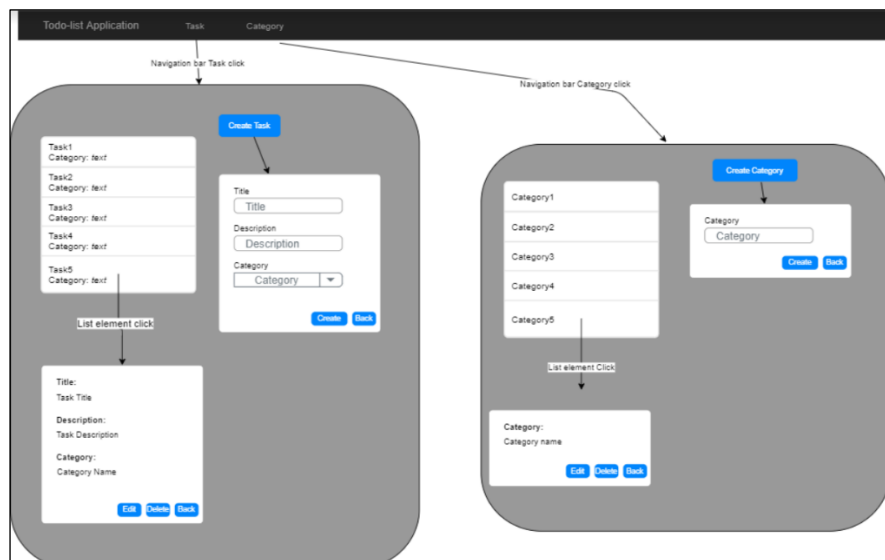 Todo-list Application
Task
Category
Navigation bar Task click
Navigation bar Category click
Create Task
Task1
Category: text
Task2
Category: text
Task3
Category: text
Task4
Category: text
Task5
Category: text
Title
Title
Description
Description
Category
Category
Create
Back
List element click
Title:
Task Title
Description:
Task Description
Category:
Category Name
Edit
Delete
Back
Create Category
Category1
Category2
Category3
Category4
Category5
Category
Category
Create
Back
List element Click
Category:
Category name
Edit
Delete
Back